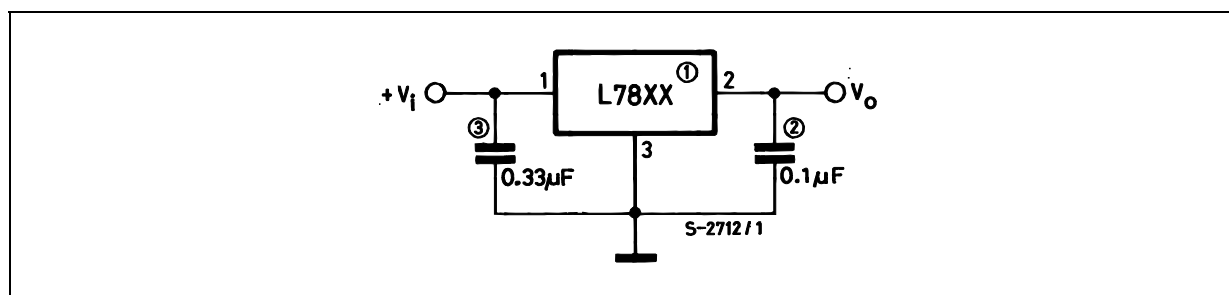 1
L78XX ①
2
+Vi
Vo
③
②
3
0.33µF
0.1µF
S-2712/1